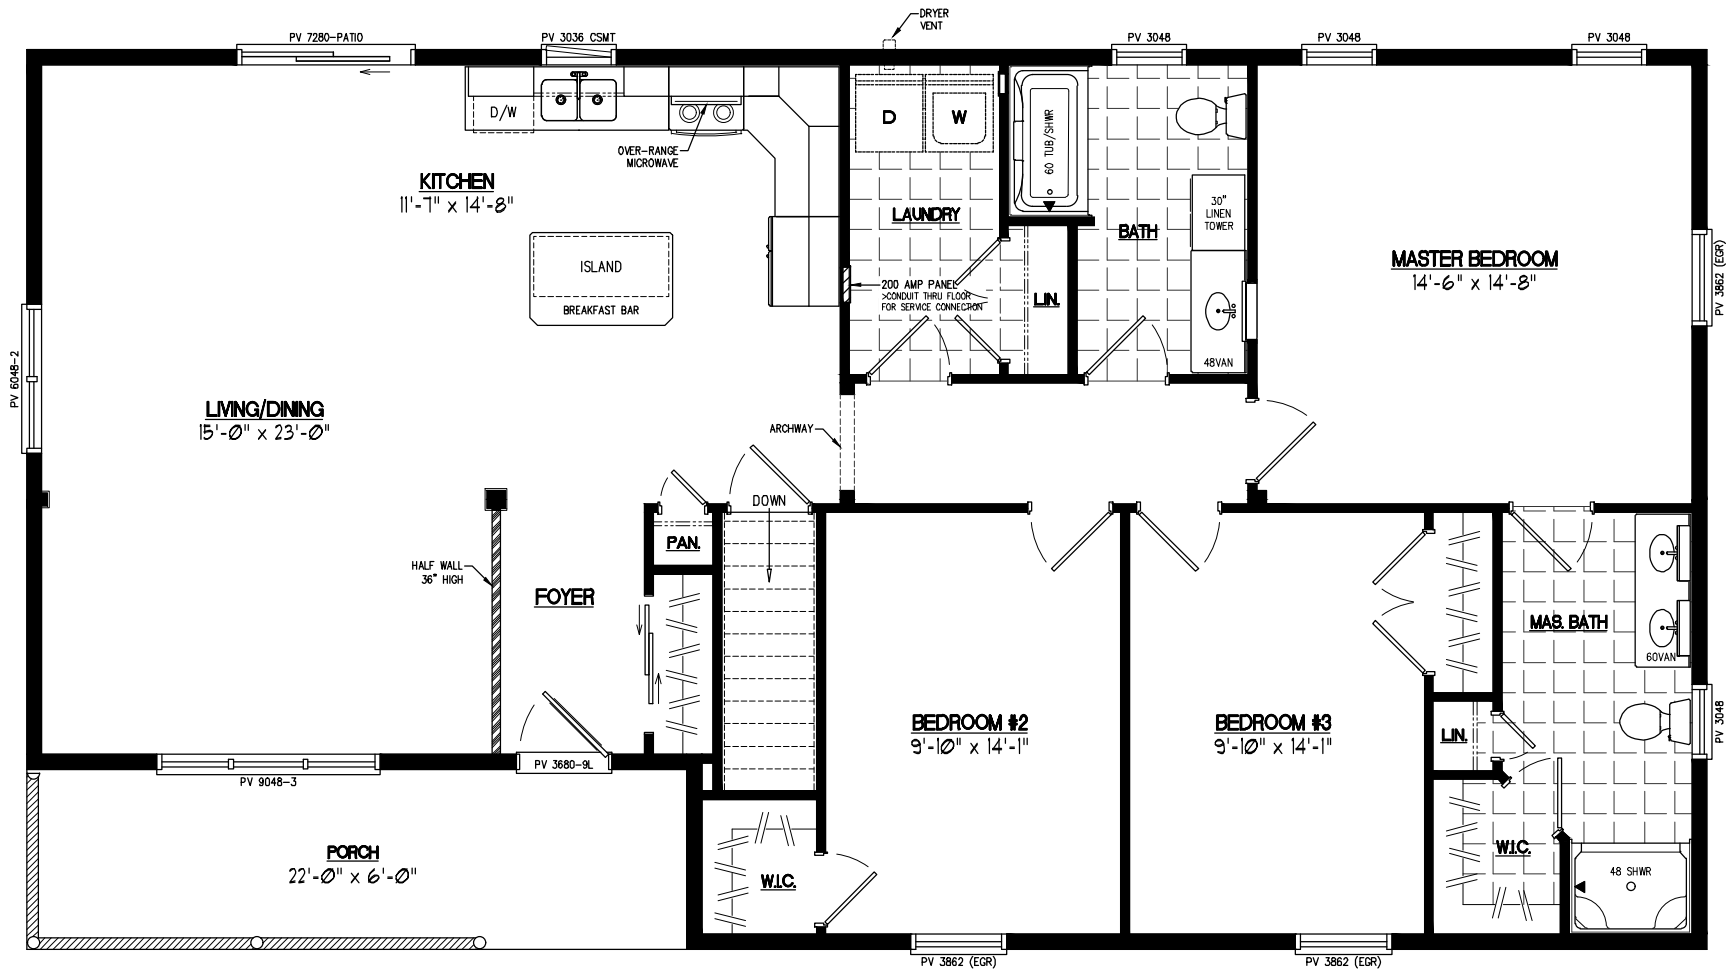 DRYER
VENT
PV 7280-PATIO
PV 3036 CSMT
PV 3048
PV 3048
PV 3048
D/W
OVER-RANGE
MICROWAVE
D
W
60 TUB/SHWR
30"
LINEN
TOWER
KITCHEN
11'-7" x 14'-8"
LAUNDRY
BATH
ISLAND
BREAKFAST BAR
200 AMP PANEL
>CONDUIT THRU FLOOR
FOR SERVICE CONNECTION
LIN.
48VAN
MASTER BEDROOM
14'-6" x 14'-8"
PV 3862 (EGR)
PV 6048-2
LIVING/DINING
15'-0" x 23'-0"
ARCHWAY
DOWN
PAN.
HALF WALL
36" HIGH
FOYER
MAS. BATH
60VAN
BEDROOM #2
9'-10" x 14'-1"
BEDROOM #3
9'-10" x 14'-1"
LIN.
PV 3048
PV 9048-3
PV 3680-9L
PORCH
22'-0" x 6'-0"
W.I.C.
W.I.C.
48 SHWR
PV 3862 (EGR)
PV 3862 (EGR)